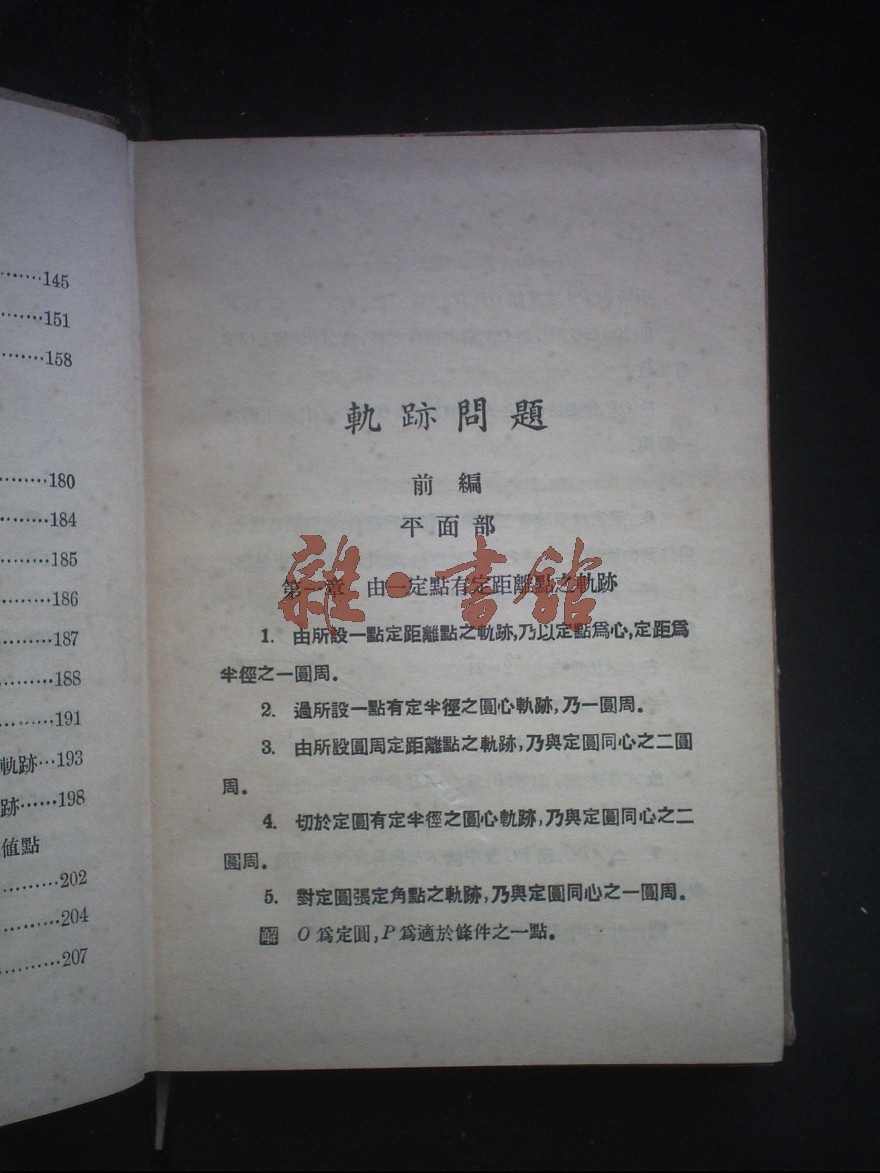 ………145
………151
………158
………180
………184
………185
………186
………187
………188
………191
軌跡…193
跡……198
値點
………202
………204
………207
軌跡問題
前編
平面部
第一章 由一定點有定距離點之軌跡
雜·書館
1. 由所設一點定距離點之軌跡,乃以定點爲心,定距爲
半徑之一圓周。
2. 過所設一點有定半徑之圓心軌跡,乃一圓周。
3. 由所設圓周定距離點之軌跡,乃與定圓同心之二圓
周。
4. 切於定圓有定半徑之圓心軌跡,乃與定圓同心之二
圓周。
5. 對定圓張定角點之軌跡,乃與定圓同心之一圓周。
解 O爲定圓,P爲適於條件之一點。